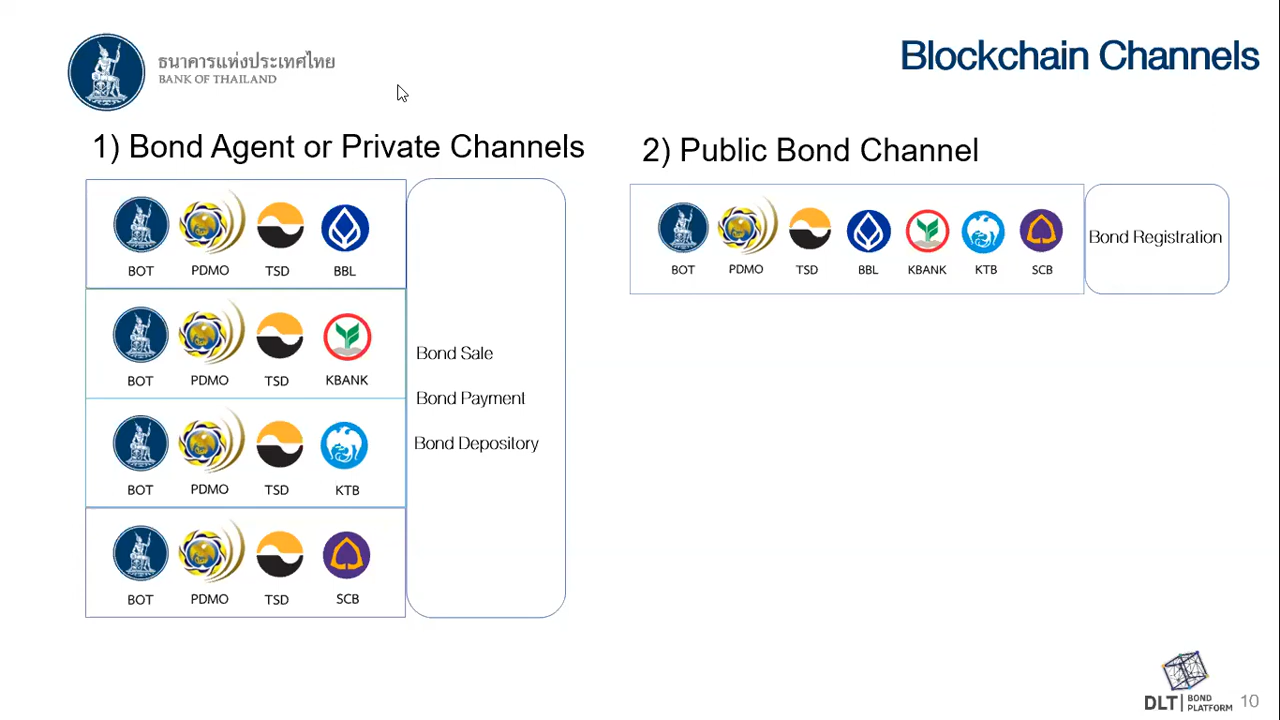 ธนาคารแห่งประเทศไทย
BANK OF THAILAND
Blockchain Channels
1) Bond Agent or Private Channels
BOT PDMO TSD BBL
BOT PDMO TSD KBANK
BOT PDMO TSD KTB
BOT PDMO TSD SCB
Bond Sale
Bond Payment
Bond Depository
2) Public Bond Channel
BOT PDMO TSD BBL KBANK KTB SCB
Bond Registration
DLT BOND
PLATFORM
10